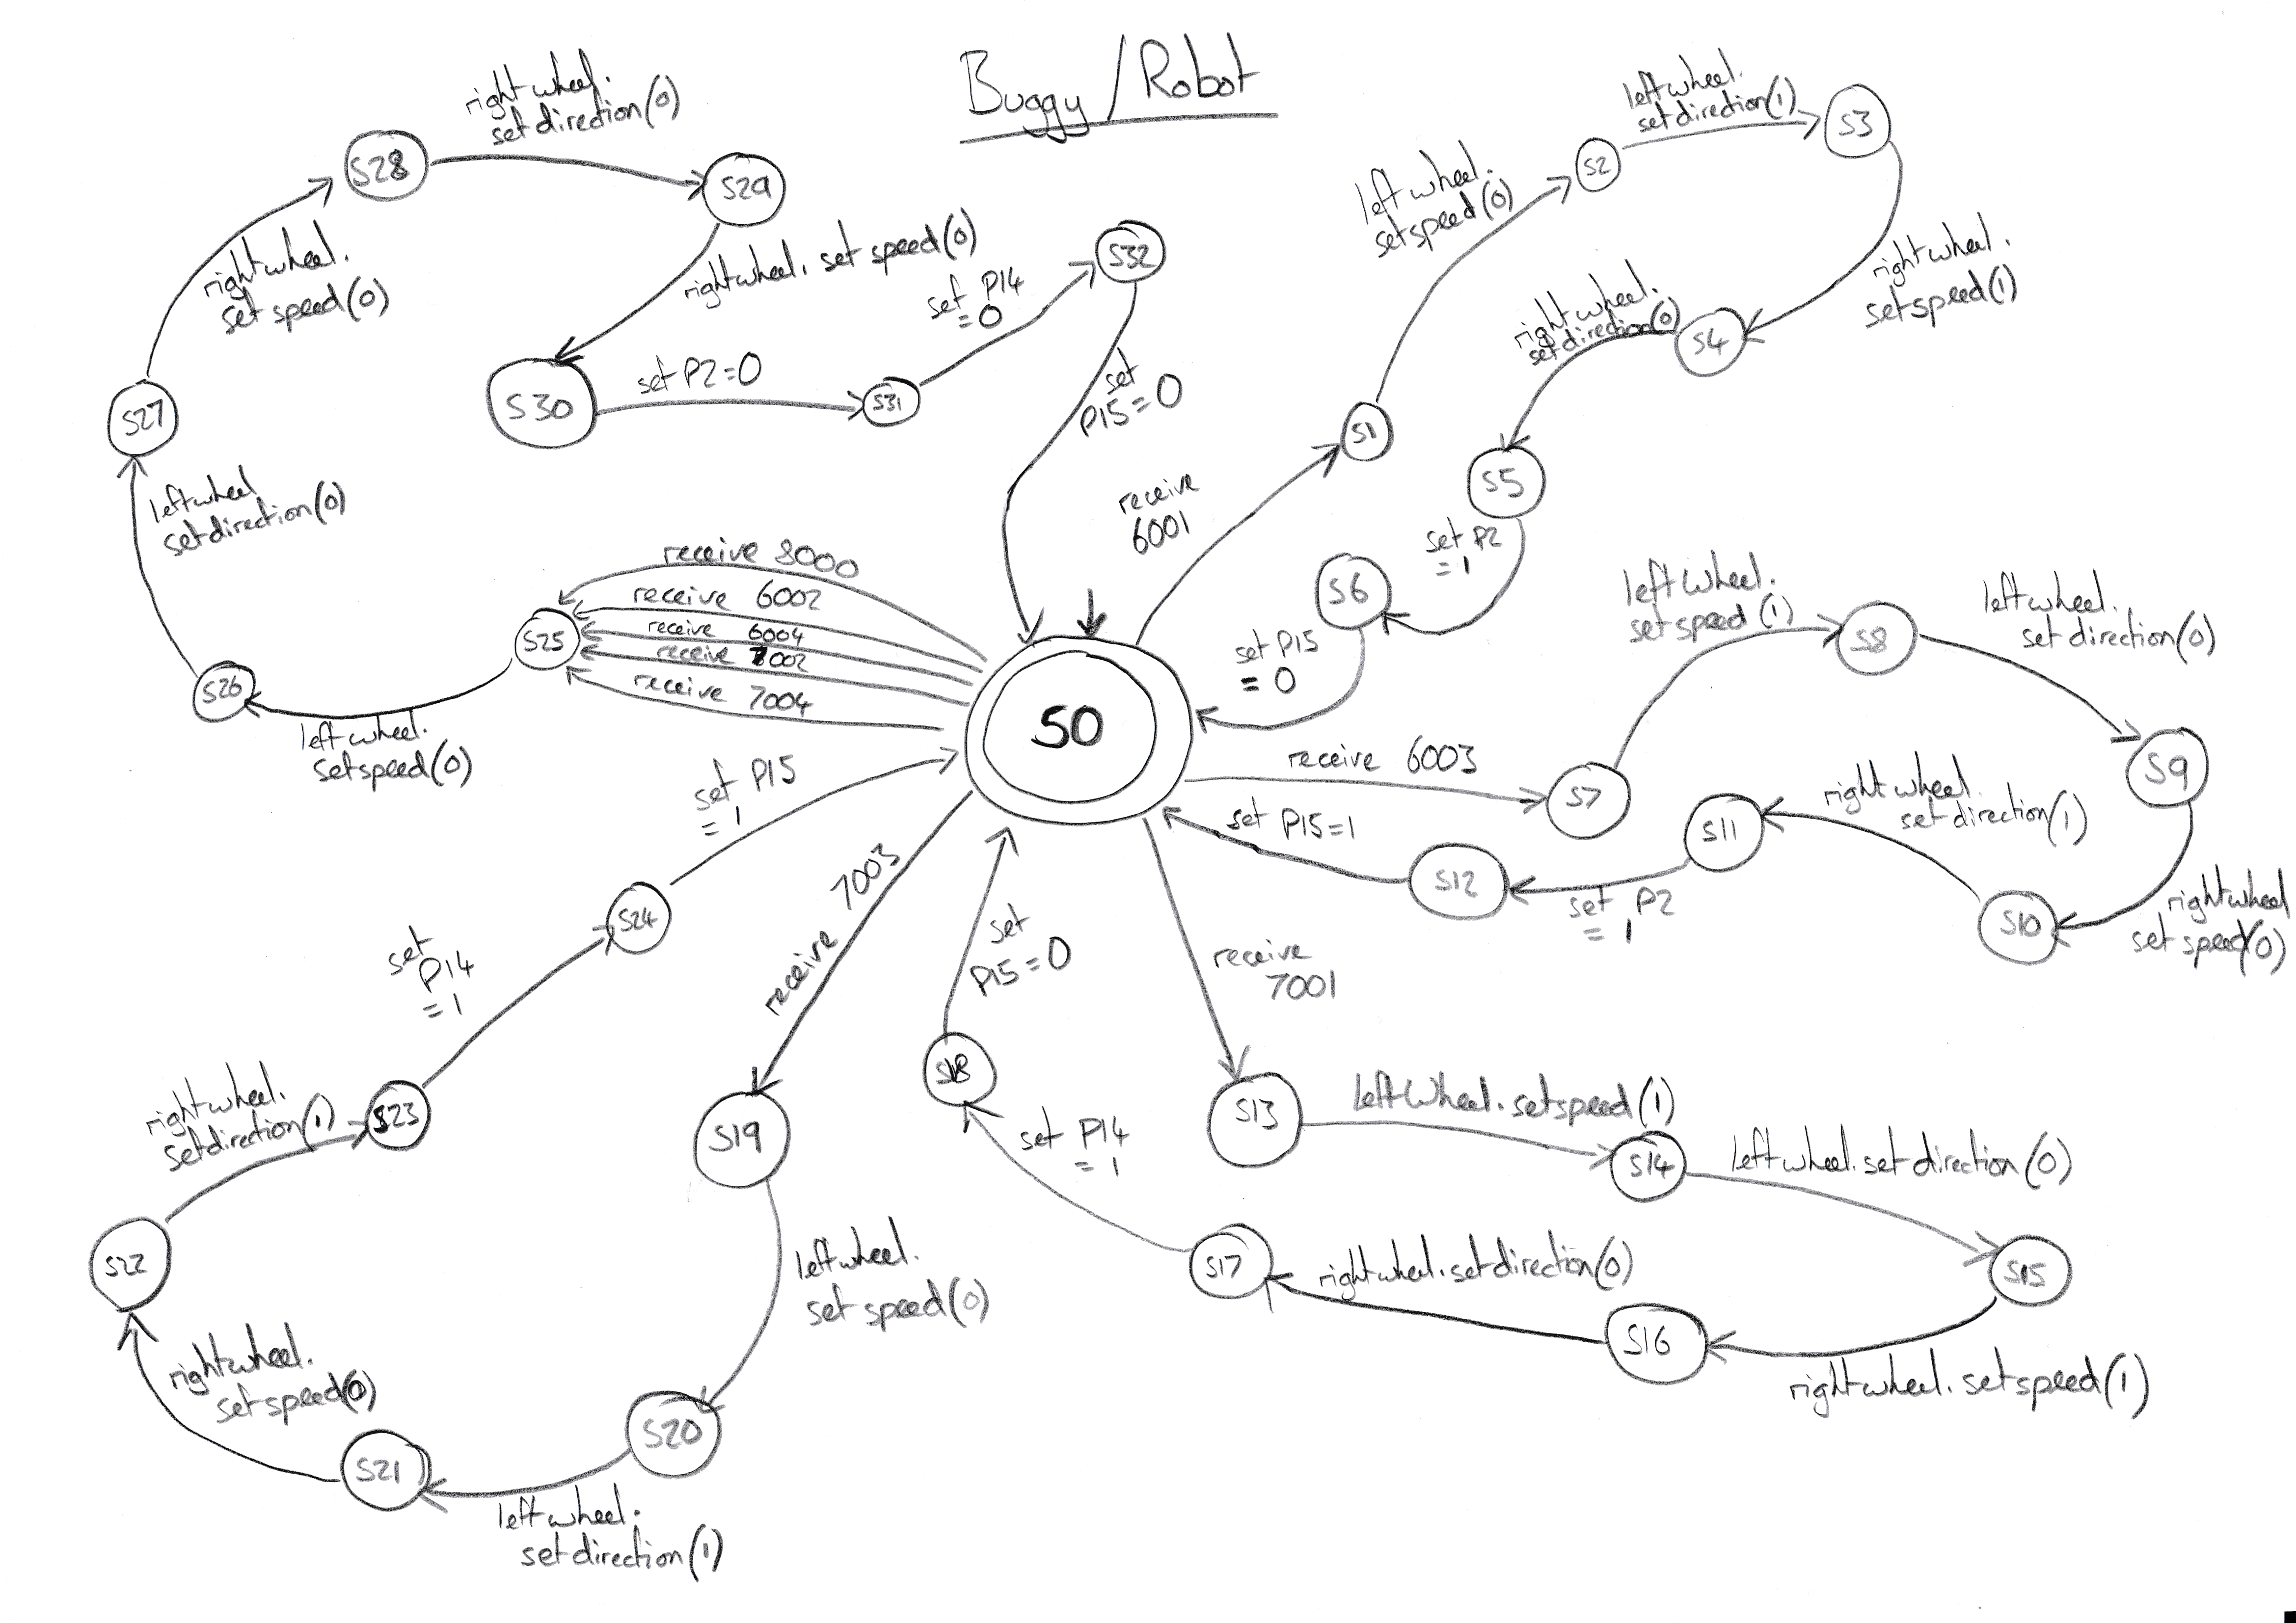 Buggy/Robot
right wheel.
set direction(0)
S28
S29
right wheel.
set speed(0)
right wheel. set speed(0)
S27
S30
set P2=0
S31
set P14
=0
S32
set
P15=0
left wheel
set direction(0)
S26
left wheel.
set speed(0)
S25
receive 8000
receive 6002
receive 6004
receive 7002
receive 7004
S0
receive
6001
S1
left wheel.
set speed(0)
S2
left wheel.
set direction(1)
S3
right wheel.
set speed(1)
S4
right wheel.
set direction(0)
S5
set P2
=1
S6
set P15
=0
receive 6003
S7
left wheel.
set speed(1)
S8
left wheel.
set direction(0)
S9
right wheel
set speed(0)
S10
right wheel.
set direction(1)
S11
set P2
=1
S12
set P15=1
receive
7001
S13
left wheel.setspeed(1)
S14
left wheel.set direction(0)
S15
right wheel.setspeed(1)
S16
right wheel.setdirection(0)
S17
set P14
=1
S18
set
P15=0
receive 7003
S19
left wheel.
set speed(0)
S20
left wheel.
set direction(1)
S21
right wheel.
set speed(0)
S22
right wheel.
set direction(1)
S23
set
P14
=1
S24
set P15
=1